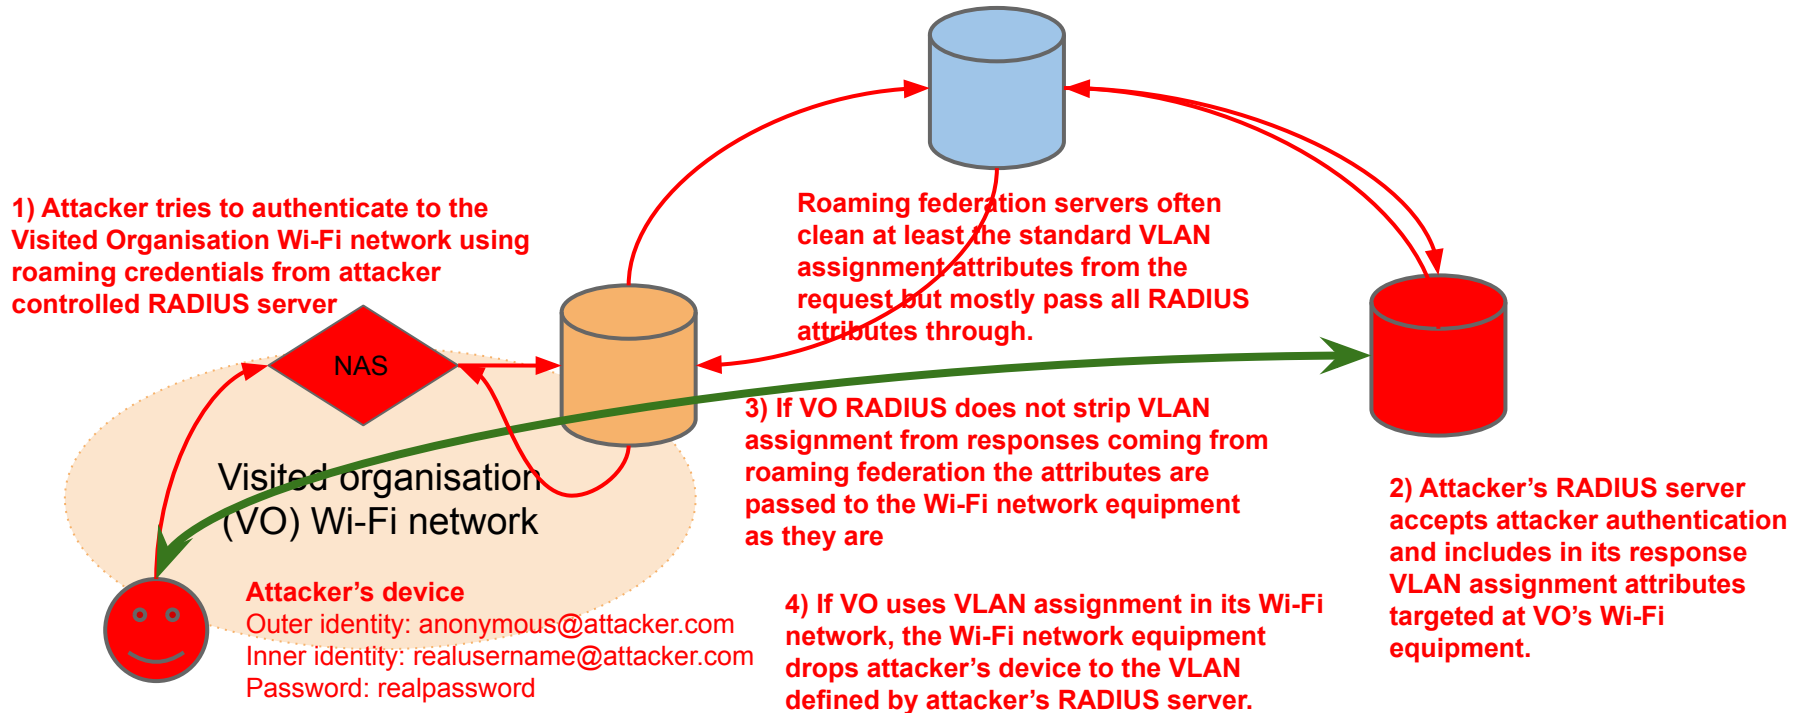 1) Attacker tries to authenticate to the
Visited Organisation Wi-Fi network using
roaming credentials from attacker
controlled RADIUS server
Roaming federation servers often
clean at least the standard VLAN
assignment attributes from the
request but mostly pass all RADIUS
attributes through.
NAS
3) If VO RADIUS does not strip VLAN
assignment from responses coming from
roaming federation the attributes are
passed to the Wi-Fi network equipment
as they are
Visited organisation
(VO) Wi-Fi network
2) Attacker’s RADIUS server
accepts attacker authentication
and includes in its response
VLAN assignment attributes
targeted at VO’s Wi-Fi
equipment.
Attacker’s device
Outer identity: anonymous@attacker.com
Inner identity: realusername@attacker.com
Password: realpassword
4) If VO uses VLAN assignment in its Wi-Fi
network, the Wi-Fi network equipment
drops attacker’s device to the VLAN
defined by attacker’s RADIUS server.